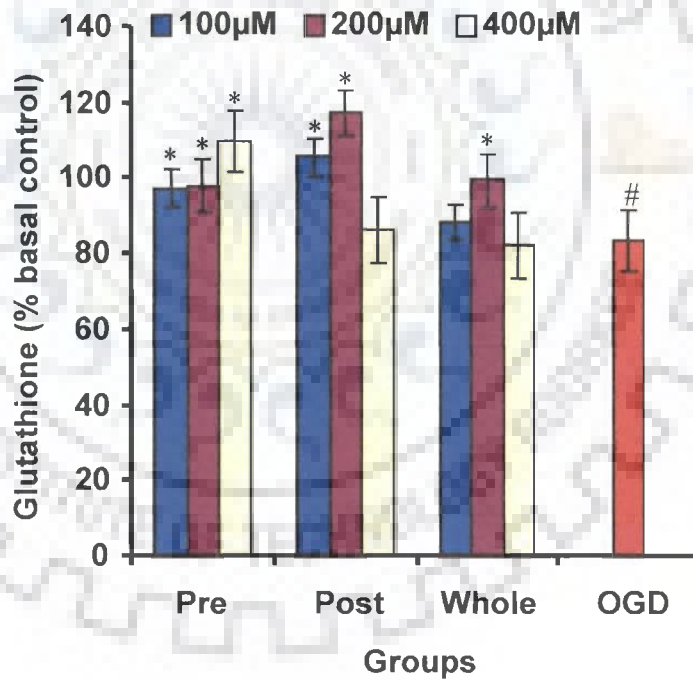 100µM 200µM 400µM
Glutathione (% basal control)
140
120
100
80
60
40
20
0
* * *
* *
*
#
Pre Post Whole OGD
Groups